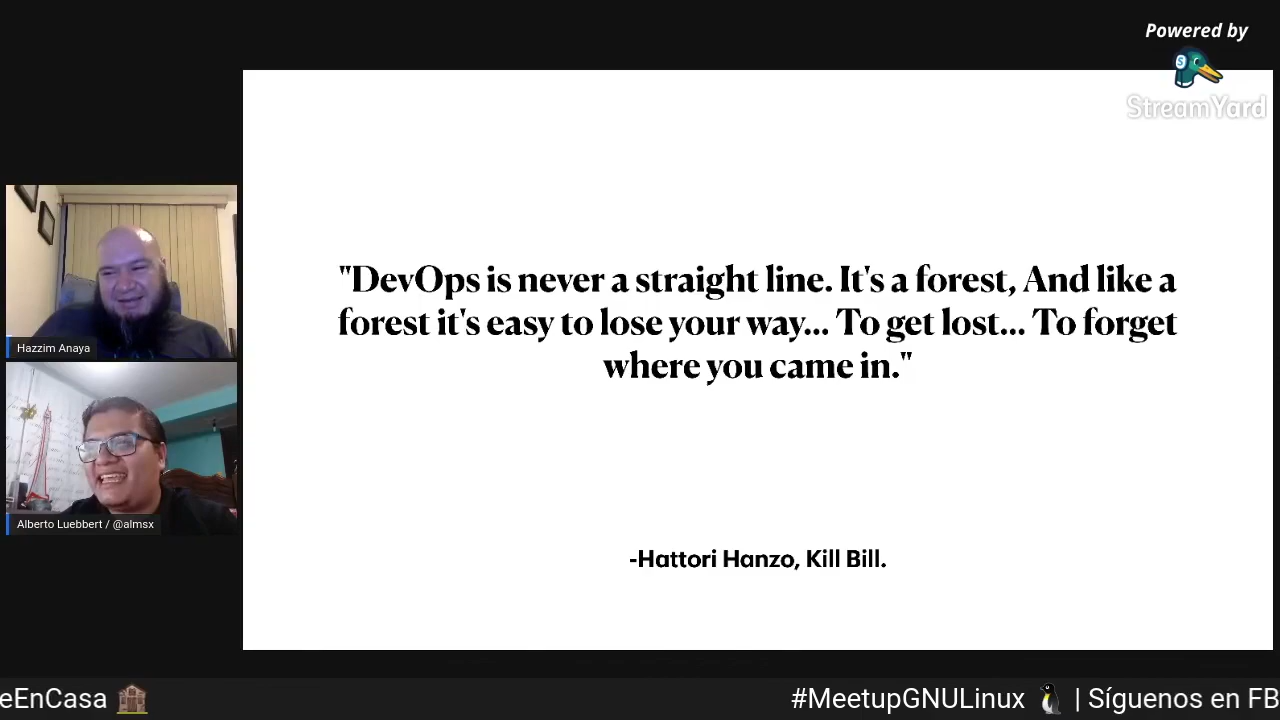 Powered by
StreamYard
"DevOps is never a straight line. It's a forest, And like a
forest it's easy to lose your way... To get lost... To forget
where you came in."
-Hattori Hanzo, Kill Bill.
Hazzim Anaya
Alberto Luebbert / @almsx
eEnCasa 🏚️ #MeetupGNULinux 🐧 | Síguenos en FB